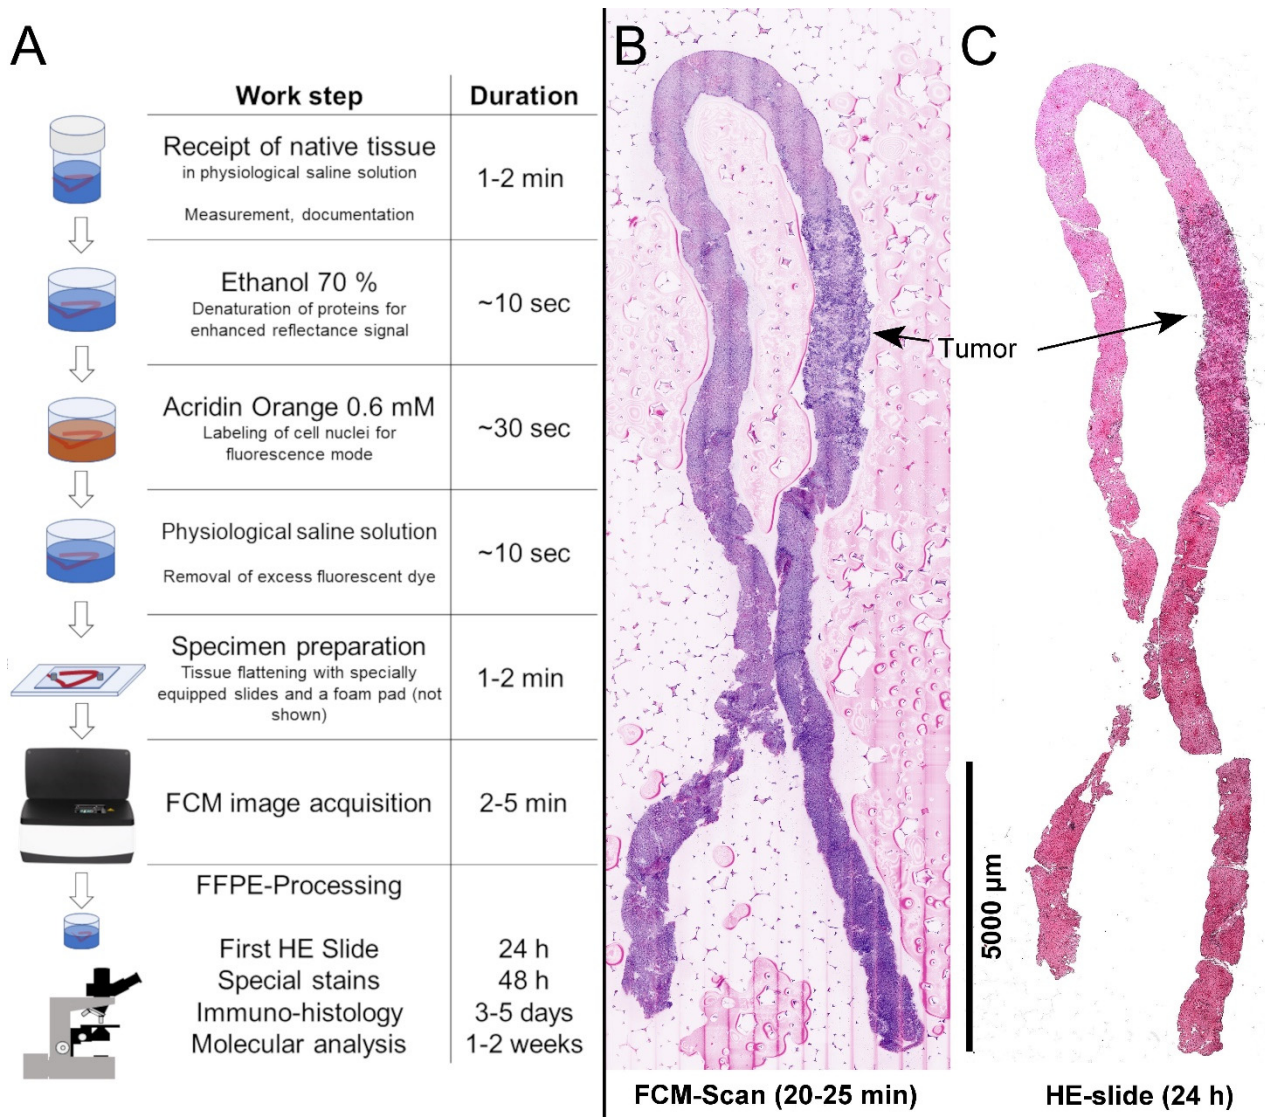 A
Work step
Duration
Receipt of native tissue
in physiological saline solution
Measurement, documentation
1-2 min
Ethanol 70 %
Denaturation of proteins for
enhanced reflectance signal
~10 sec
Acridin Orange 0.6 mM
Labeling of cell nuclei for
fluorescence mode
~30 sec
Physiological saline solution
Removal of excess fluorescent dye
~10 sec
Specimen preparation
Tissue flattening with specially
equipped slides and a foam pad (not
shown)
1-2 min
FCM image acquisition
2-5 min
FFPE-Processing
First HE Slide
24 h
Special stains
48 h
Immuno-histology
3-5 days
Molecular analysis
1-2 weeks
B
Tumor
FCM-Scan (20-25 min)
C
5000 µm
HE-slide (24 h)